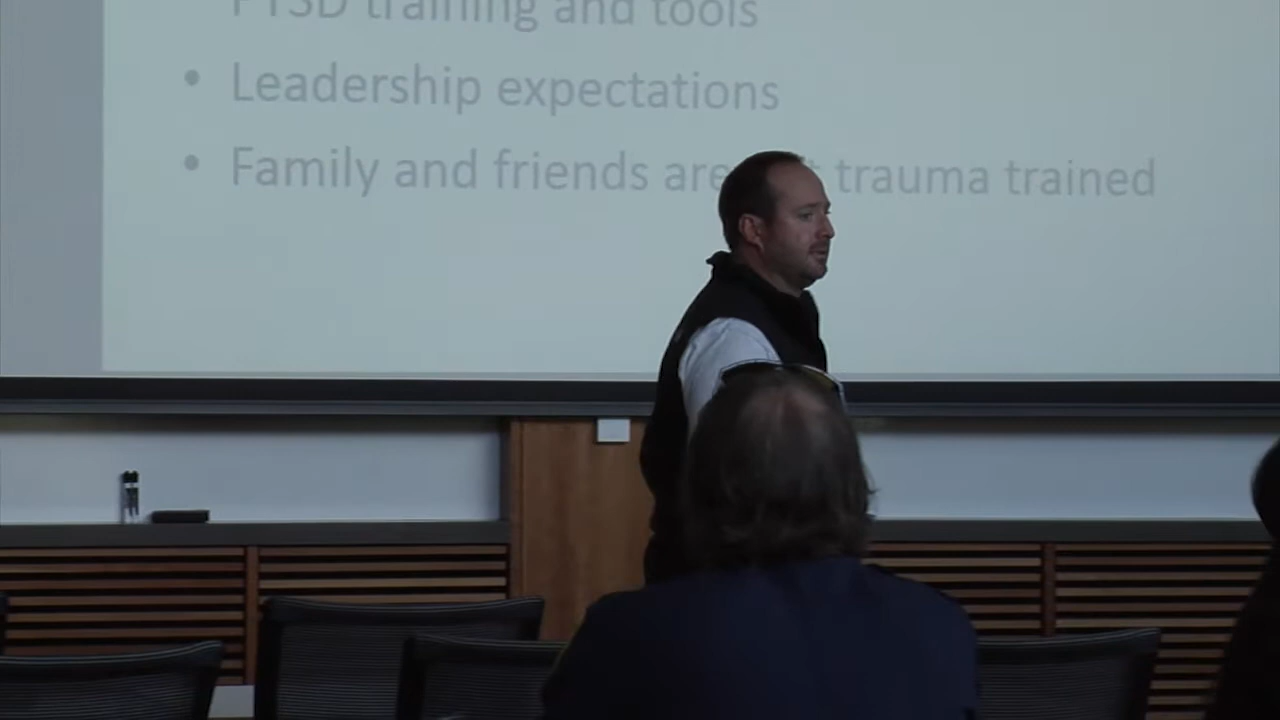 PTSD training and tools
• Leadership expectations
• Family and friends are trauma trained